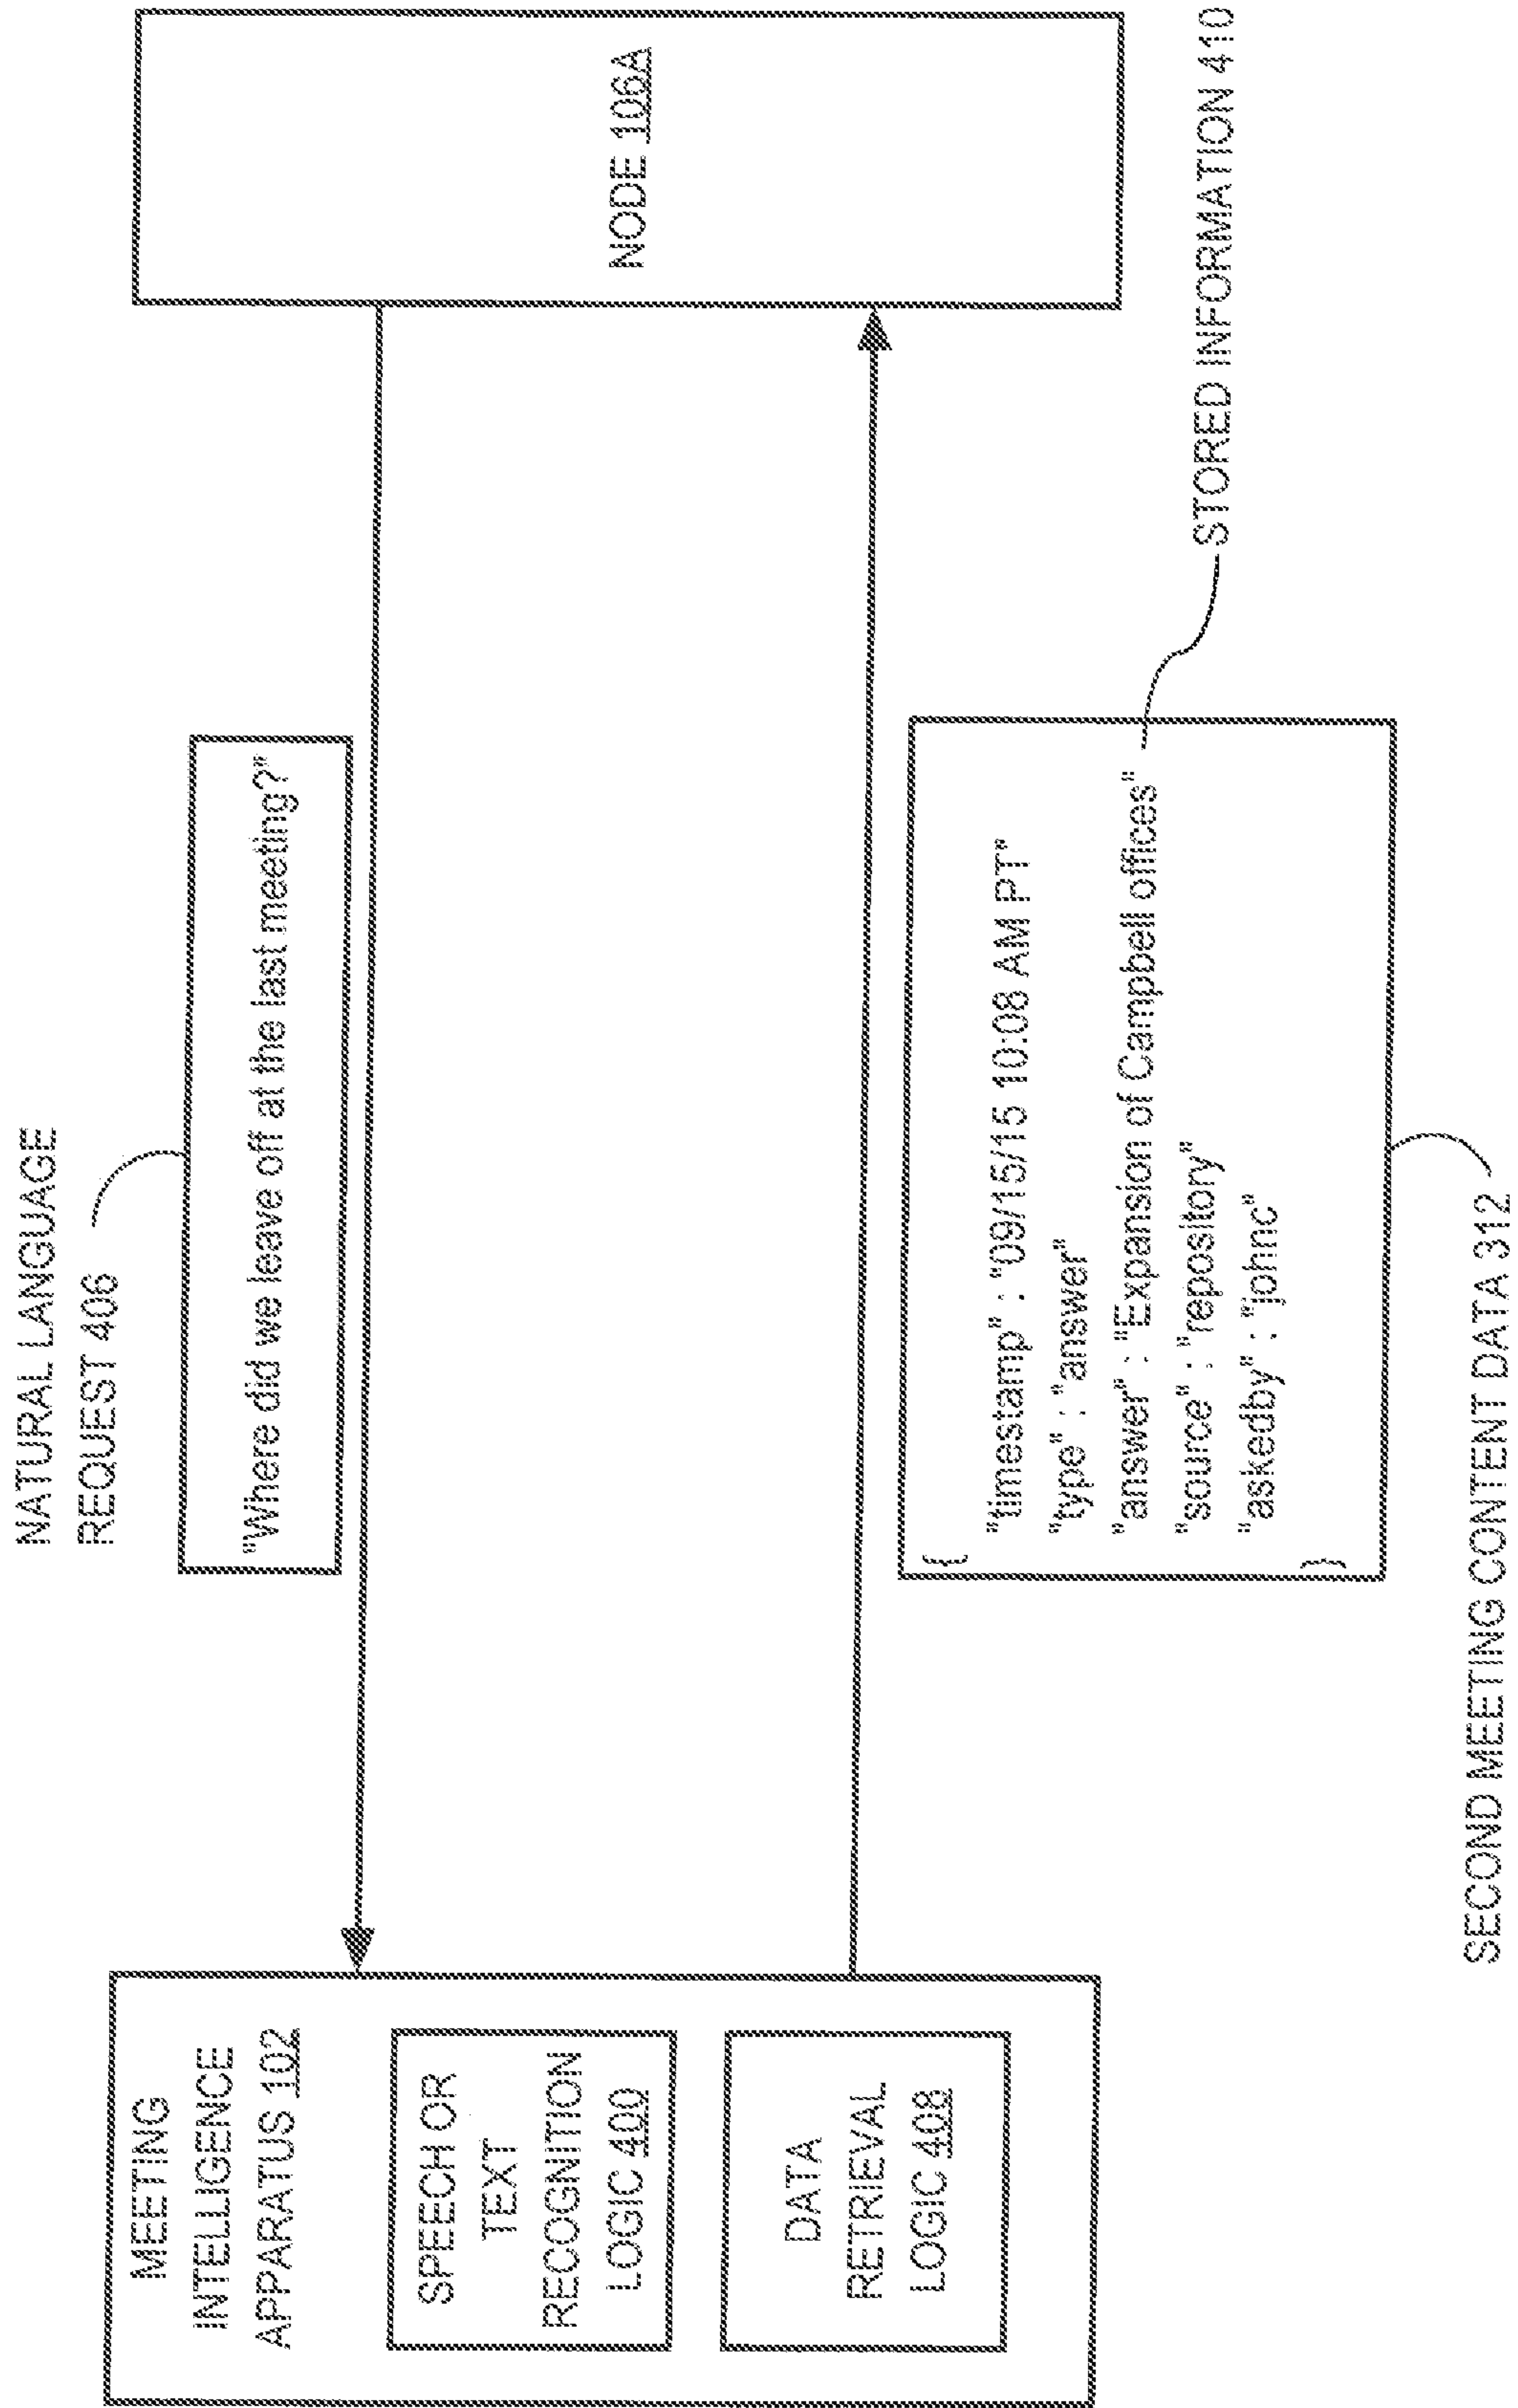 NATURAL LANGUAGE
REQUEST 406
"Where did we leave off at the last meeting?"
MEETING
INTELLIGENCE
APPARATUS 102
SPEECH OR
TEXT
RECOGNITION
LOGIC 400
DATA
RETRIEVAL
LOGIC 408
NODE 106A
{
"timestamp" : "09/15/15 10:08 AM PT"
"type" : "answer"
"answer" : "Expansion of Campbell offices"
"source" : "repository"
"askedby" : "johnc"
}
STORED INFORMATION 410
SECOND MEETING CONTENT DATA 312